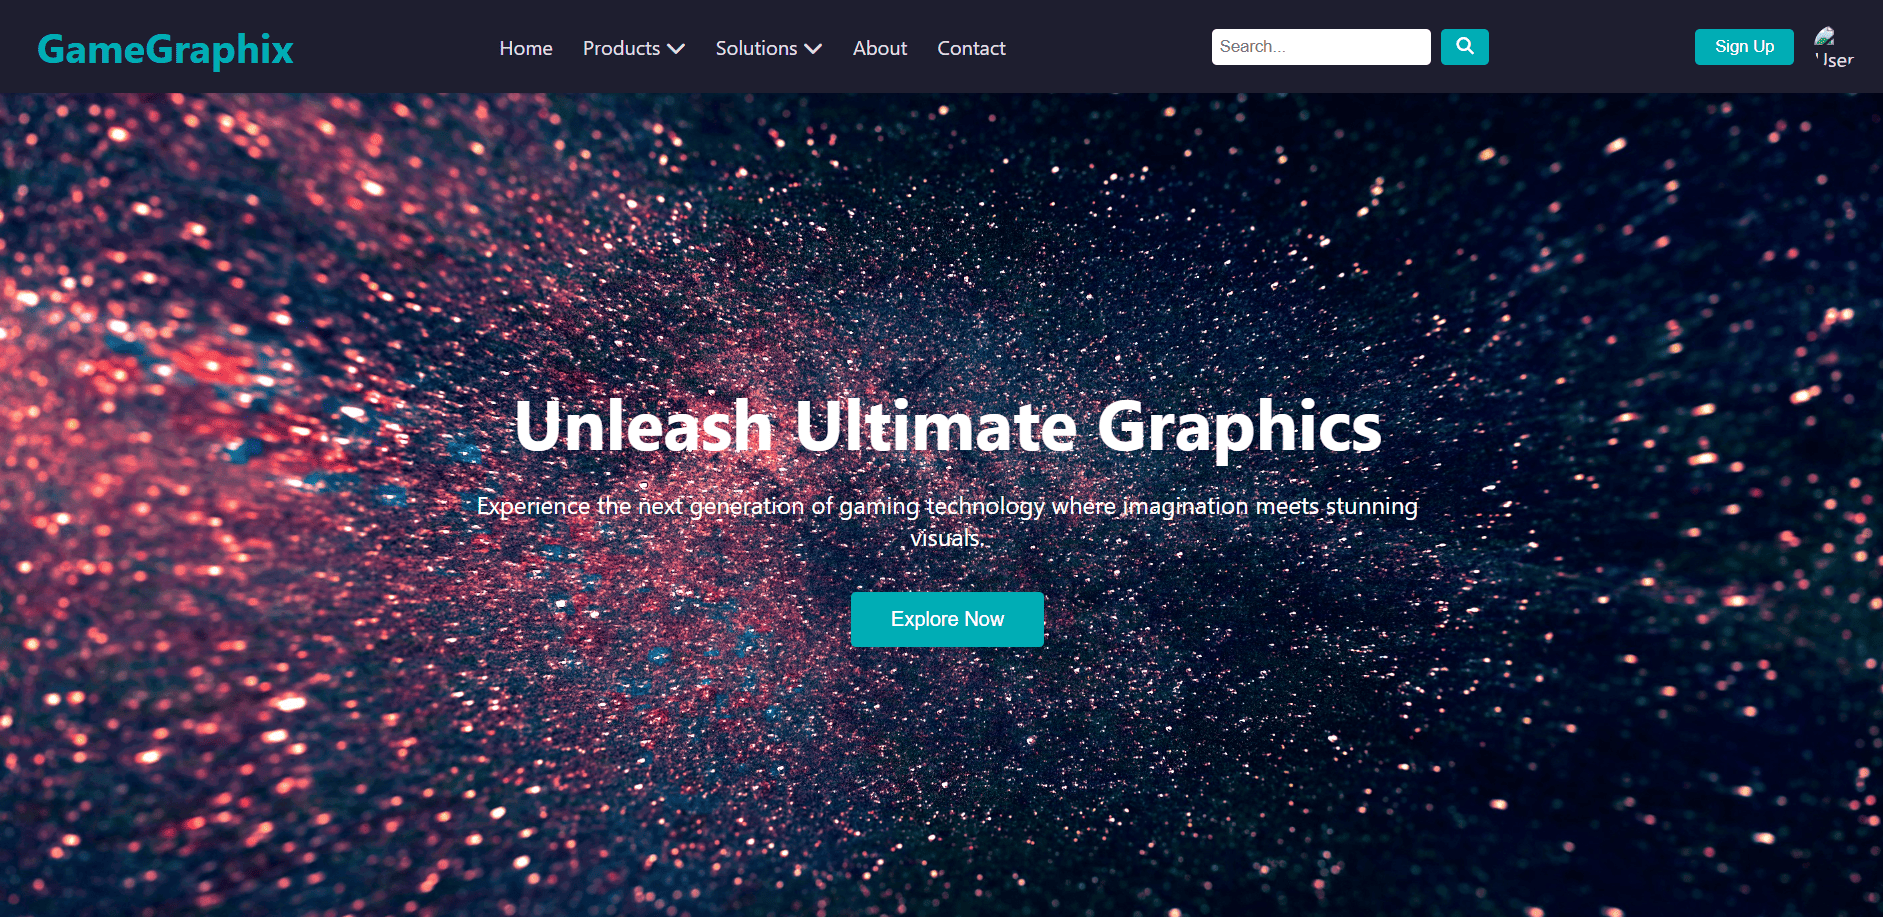 GameGraphix
Home Products Solutions About Contact
Search...
Sign Up
User
Unleash Ultimate Graphics
Experience the next generation of gaming technology where imagination meets stunning
visuals.
Explore Now